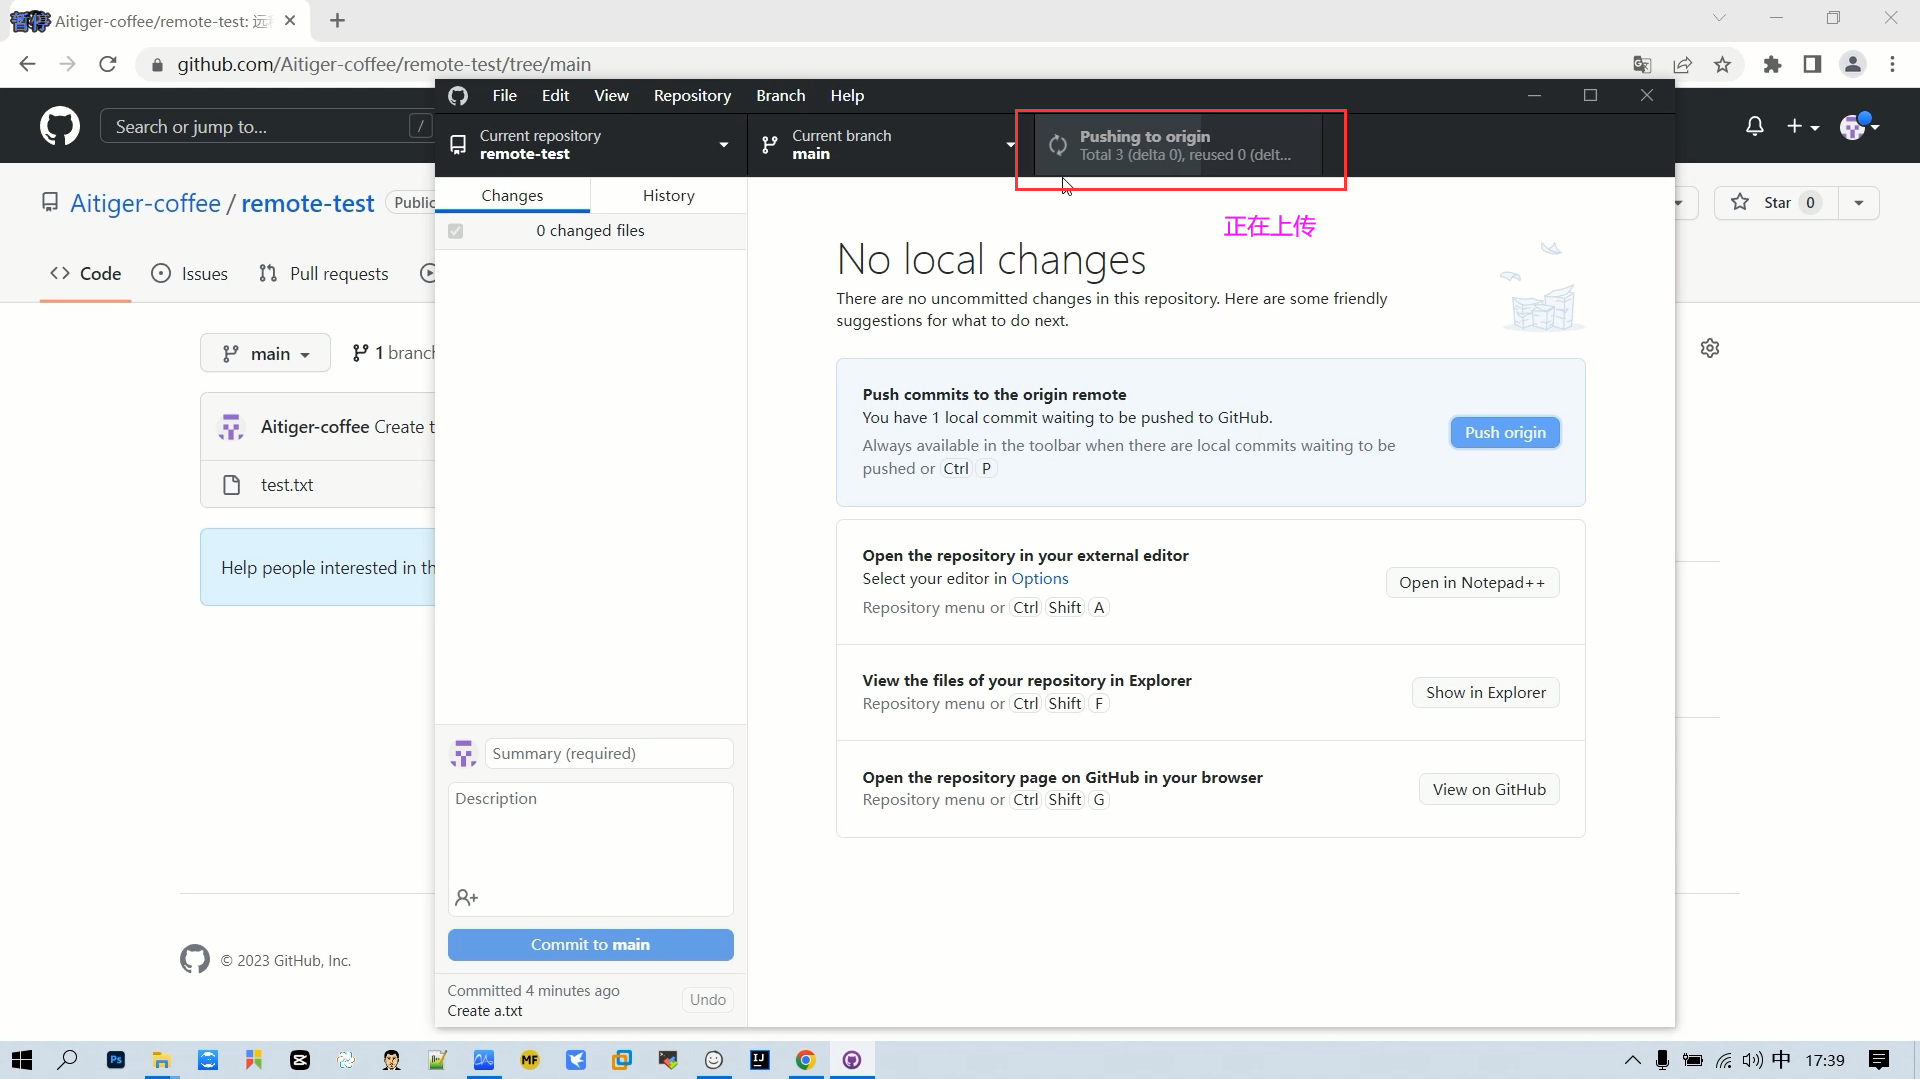 暂停
Aitiger-coffee/remote-test: 远
github.com/Aitiger-coffee/remote-test/tree/main
File Edit View Repository Branch Help
Search or jump to... /
Current repository
remote-test
Current branch
main
Pushing to origin
Total 3 (delta 0), reused 0 (delt...
正在上传
Aitiger-coffee / remote-test Public
Star 0
Changes History
0 changed files
Code Issues Pull requests
No local changes
There are no uncommitted changes in this repository. Here are some friendly
suggestions for what to do next.
main 1 branch
Push commits to the origin remote
You have 1 local commit waiting to be pushed to GitHub.
Always available in the toolbar when there are local commits waiting to be
pushed or Ctrl P
Push origin
Aitiger-coffee Create t
test.txt
Help people interested in th
Open the repository in your external editor
Select your editor in Options
Repository menu or Ctrl Shift A
Open in Notepad++
View the files of your repository in Explorer
Repository menu or Ctrl Shift F
Show in Explorer
Open the repository page on GitHub in your browser
Repository menu or Ctrl Shift G
View on GitHub
Summary (required)
Description
Commit to main
Committed 4 minutes ago
Create a.txt
Undo
© 2023 GitHub, Inc.
Ps
MF
IJ
中 17:39